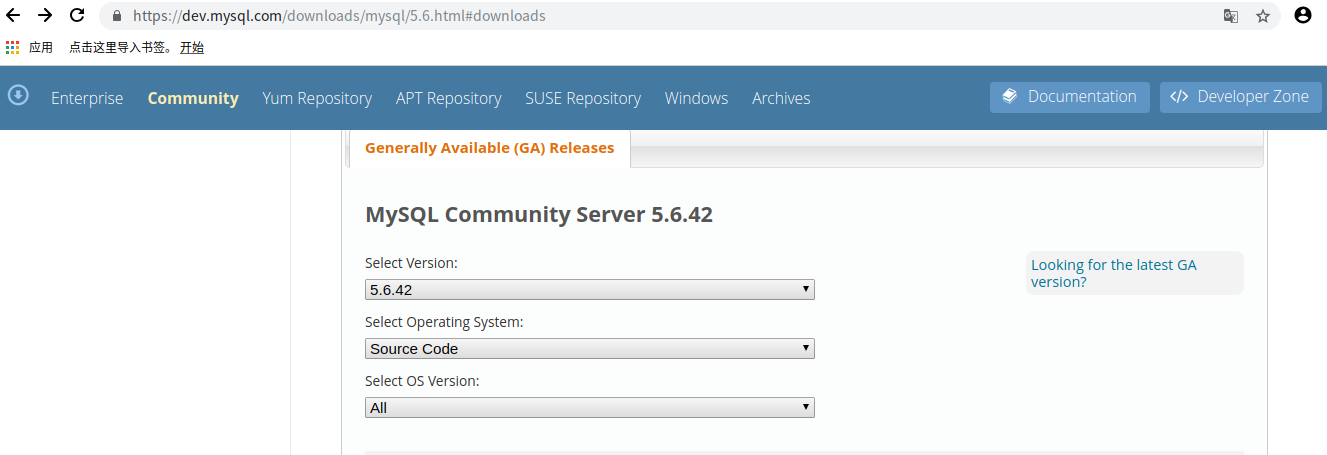 https://dev.mysql.com/downloads/mysql/5.6.html#downloads
应用 点击这里导入书签。 开始
Enterprise Community Yum Repository APT Repository SUSE Repository Windows Archives Documentation Developer Zone
Generally Available (GA) Releases
MySQL Community Server 5.6.42
Select Version:
5.6.42
Looking for the latest GA
version?
Select Operating System:
Source Code
Select OS Version:
All